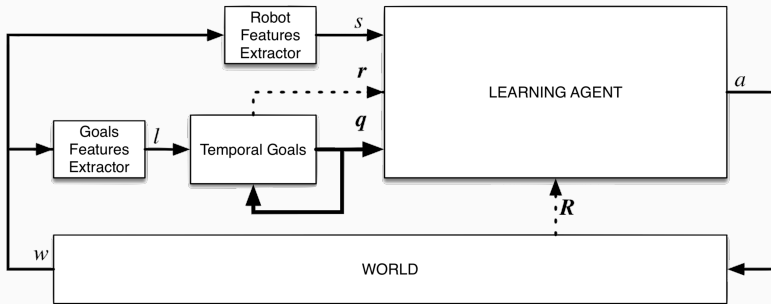 Robot
Features
Extractor
s
r
LEARNING AGENT
a
Goals
Features
Extractor
l
Temporal Goals
q
R
w
WORLD